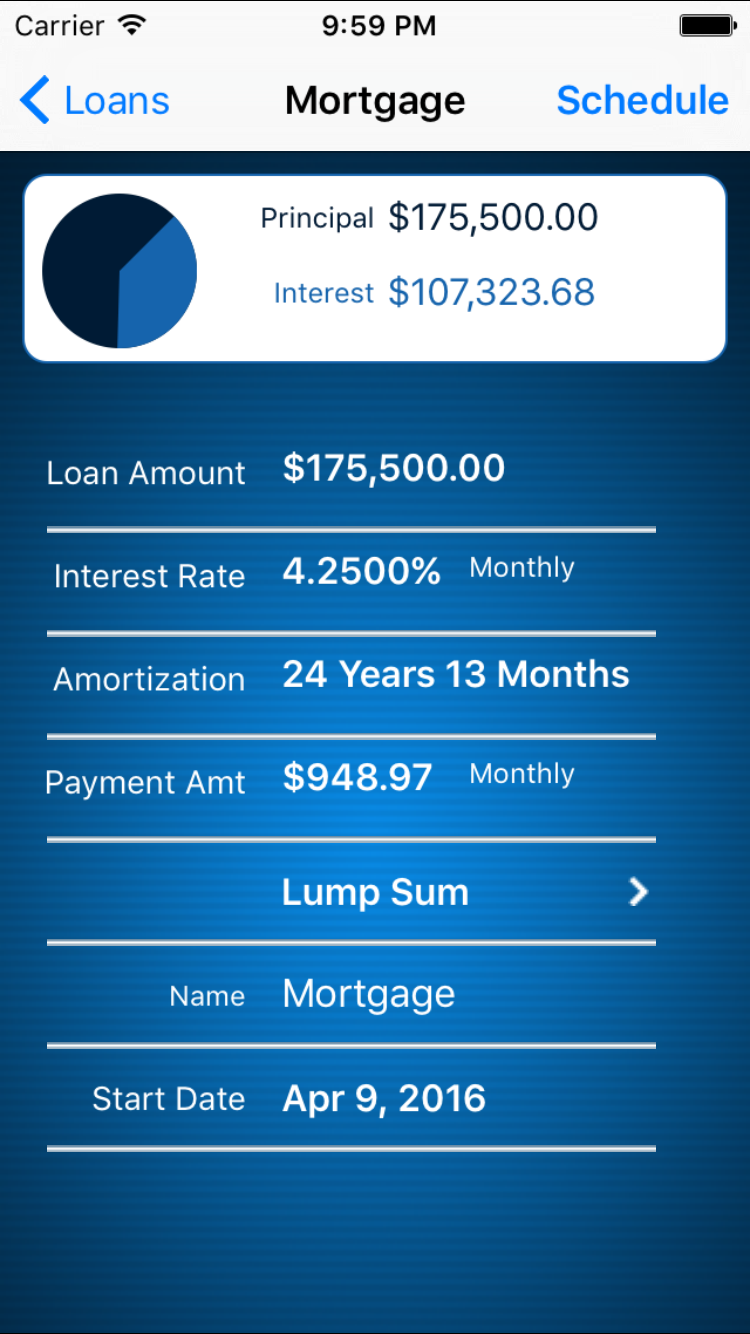 Carrier 9:59 PM
Loans Mortgage Schedule
Principal $175,500.00
Interest $107,323.68
Loan Amount $175,500.00
Interest Rate 4.2500% Monthly
Amortization 24 Years 13 Months
Payment Amt $948.97 Monthly
Lump Sum
Name Mortgage
Start Date Apr 9, 2016